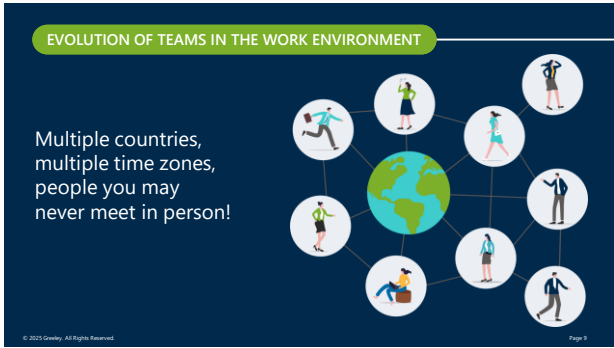 EVOLUTION OF TEAMS IN THE WORK ENVIRONMENT
Multiple countries,
multiple time zones,
people you may
never meet in person!
© 2025 Greeley. All Rights Reserved.
Page 9